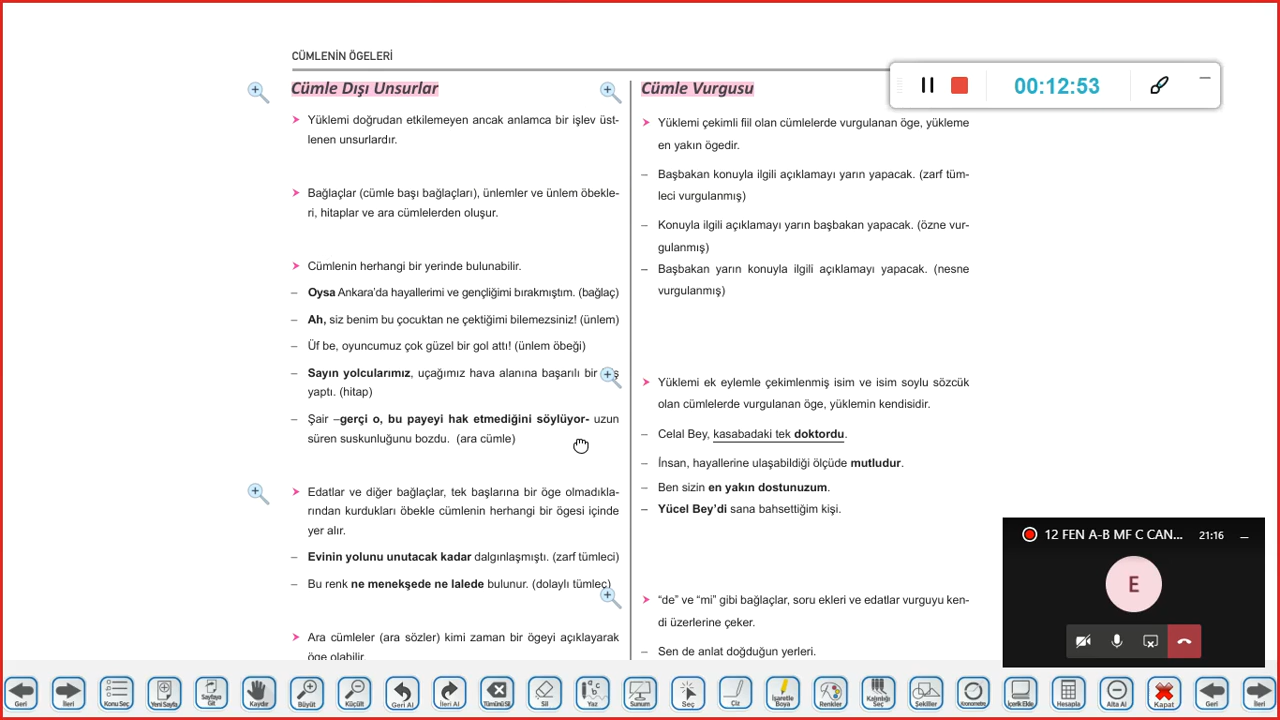 CÜMLENİN ÖGELERİ
Cümle Dışı Unsurlar
Yüklemi doğrudan etkilemeyen ancak anlamca bir işlev üst-
lenen unsurlardır.
Bağlaçlar (cümle başı bağlaçları), ünlemler ve ünlem öbekle-
ri, hitaplar ve ara cümlelerden oluşur.
Cümlenin herhangi bir yerinde bulunabilir.
– Oysa Ankara'da hayallerimi ve gençliğimi bırakmıştım. (bağlaç)
– Ah, siz benim bu çocuktan ne çektiğimi bilemezsiniz! (ünlem)
– Üf be, oyuncumuz çok güzel bir gol attı! (ünlem öbeği)
– Sayın yolcularımız, uçağımız hava alanına başarılı bir
yaptı. (hitap)
– Şair –gerçi o, bu payeyi hak etmediğini söylüyor- uzun
süren suskunluğunu bozdu. (ara cümle)
Edatlar ve diğer bağlaçlar, tek başlarına bir öge olmadıkla-
rından kurdukları öbekle cümlenin herhangi bir ögesi içinde
yer alır.
– Evinin yolunu unutacak kadar dalgınlaşmıştı. (zarf tümleci)
– Bu renk ne menekşede ne lalede bulunur. (dolaylı tümleç)
Ara cümleler (ara sözler) kimi zaman bir ögeyi açıklayarak
öge olabilir.
Cümle Vurgusu
Yüklemi çekimli fiil olan cümlelerde vurgulanan öge, yükleme
en yakın ögedir.
– Başbakan konuyla ilgili açıklamayı yarın yapacak. (zarf tüm-
leci vurgulanmış)
– Konuyla ilgili açıklamayı yarın başbakan yapacak. (özne vur-
gulanmış)
– Başbakan yarın konuyla ilgili açıklamayı yapacak. (nesne
vurgulanmış)
Yüklemi ek eylemle çekimlenmiş isim ve isim soylu sözcük
olan cümlelerde vurgulanan öge, yüklemin kendisidir.
– Celal Bey, kasabadaki tek doktordu.
– İnsan, hayallerine ulaşabildiği ölçüde mutludur.
– Ben sizin en yakın dostunuzum.
– Yücel Bey'di sana bahsettiğim kişi.
"de" ve "mi" gibi bağlaçlar, soru ekleri ve edatlar vurguyu ken-
di üzerlerine çeker.
– Sen de anlat doğduğun yerleri.
00:12:53
12 FEN A-B MF C CAN... 21:16
E
Geri İleri Konu Seç Yeni Sayfa Sayfaya Git Kaydır Büyüt Küçült Geri Al İleri Al Tümünü Sil Sil Yaz Sunum Seç Çiz İşaretle Boya Renkler Kalınlığı Seç Şekiller Kronometre İçerik Ekle Hesapla Alta Al Kapat Geri İleri